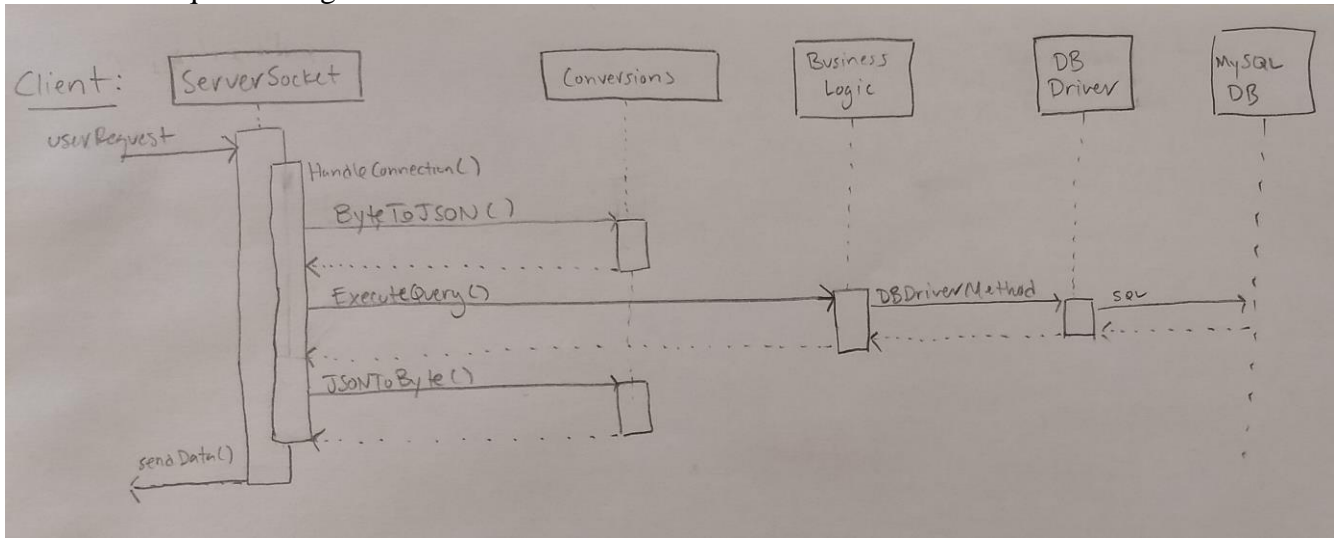 Client:
ServerSocket
Conversions
Business
Logic
DB
Driver
MySQL
DB
userRequest
HandleConnection()
ByteToJSON()
ExecuteQuery()
DBDriverMethod
SQL
JSONToByte()
sendData()